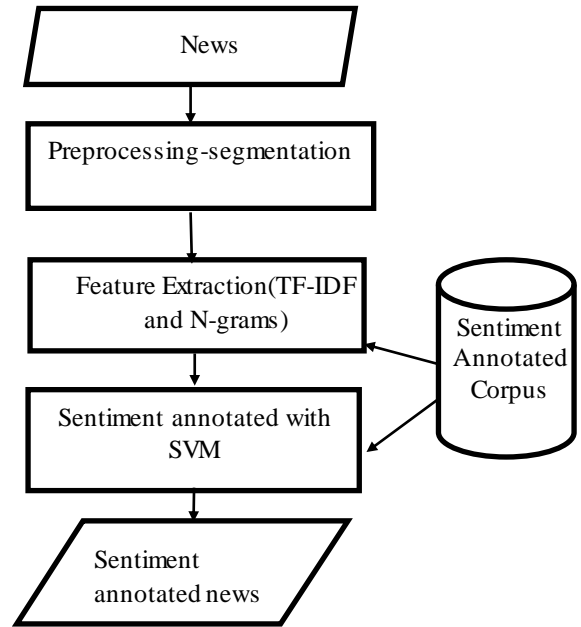 News
Preprocessing-segmentation
Feature Extraction(TF-IDF
and N-grams)
Sentiment
Annotated
Corpus
Sentiment annotated with
SVM
Sentiment
annotated news